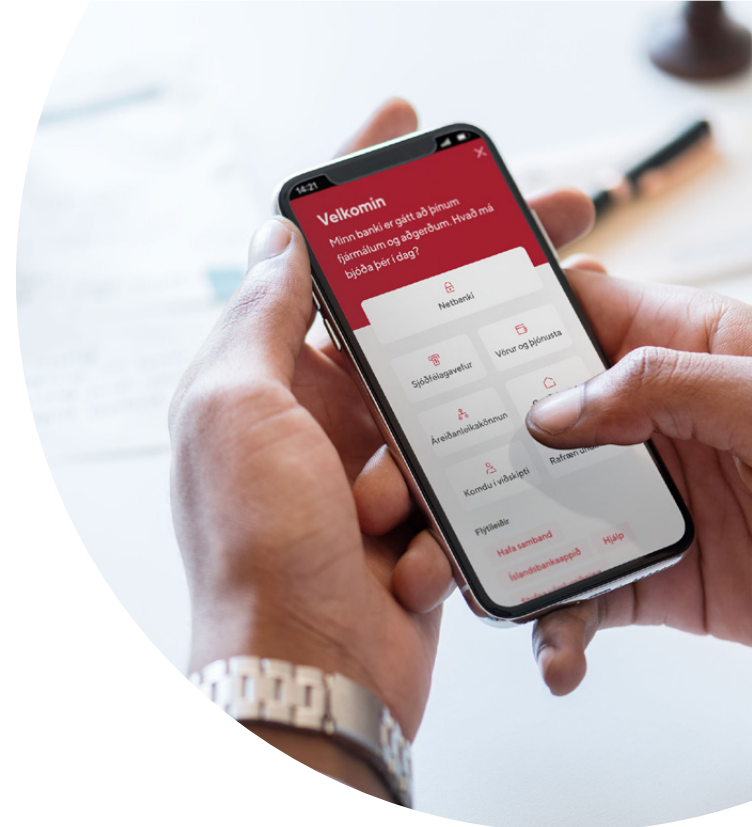 14:21
Velkomin
Minn banki er gátt að þínum
fjármálum og aðgerðum. Hvað má
bjóða þér í dag?
Netbanki
Sjóðfélagavefur
Vörur og þjónusta
Áreiðanleikakönnun
Komdu í viðskipti
Rafræn
Flýtileiðir
Hafa samband
Hjálp
Íslandsbankaappið